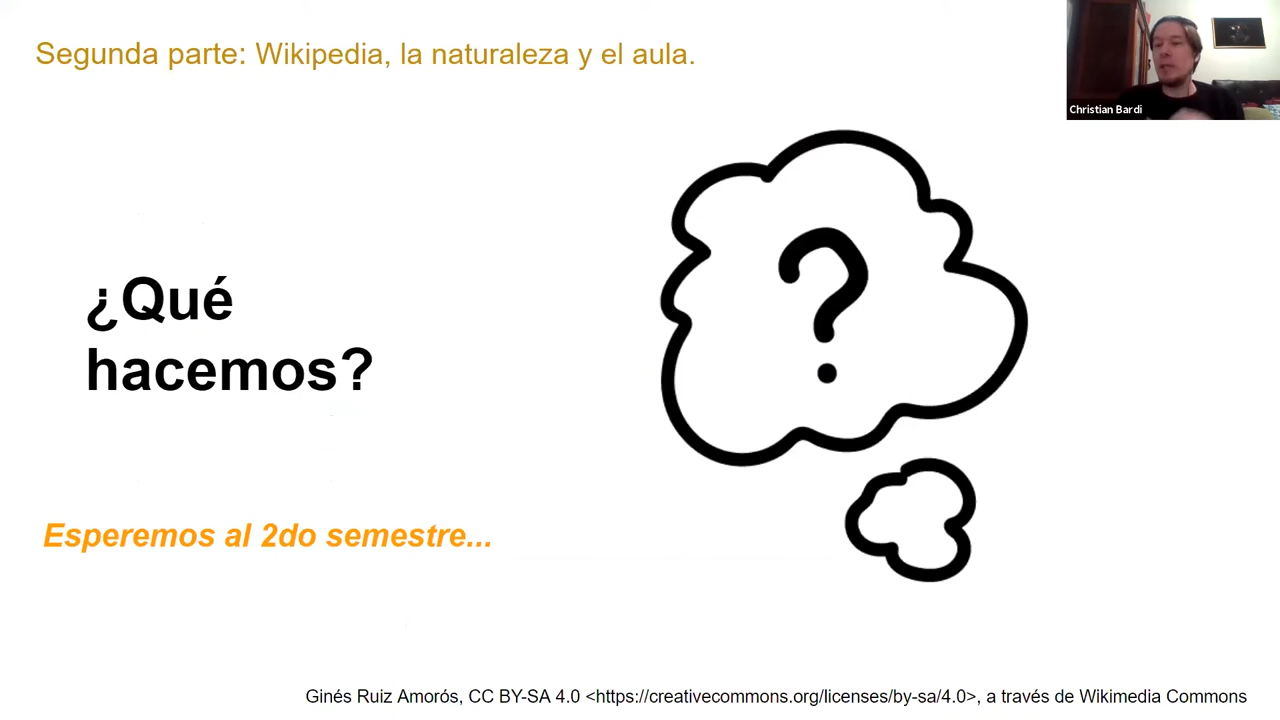 Segunda parte: Wikipedia, la naturaleza y el aula.
Christian Bardi
¿Qué
hacemos?
?
Esperemos al 2do semestre...
Ginés Ruiz Amorós, CC BY-SA 4.0 <https://creativecommons.org/licenses/by-sa/4.0>, a través de Wikimedia Commons